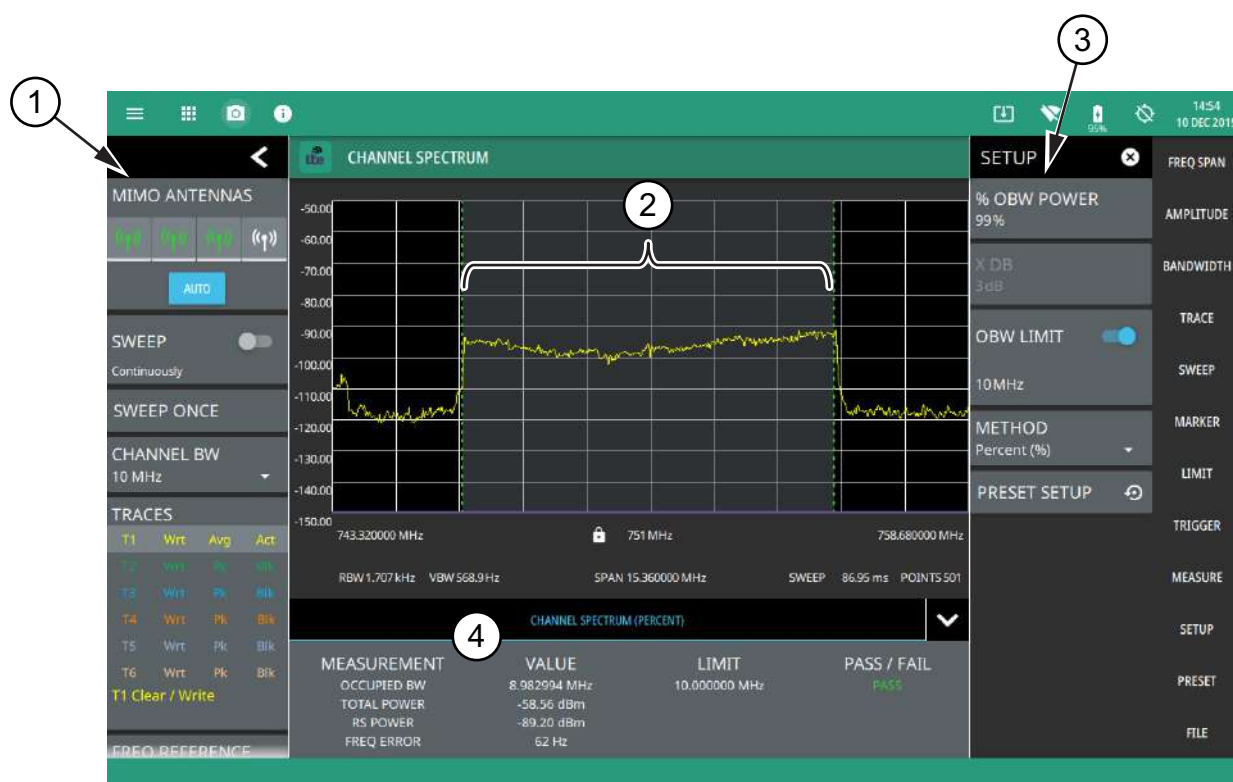 3
1
95%
14:54
10 DEC 2019
lte
CHANNEL SPECTRUM
SETUP
FREQ SPAN
MIMO ANTENNAS
AUTO
SWEEP
Continuously
SWEEP ONCE
CHANNEL BW
10 MHz
TRACES
T1 Wrt Avg Act
T2 Wrt Pk Blk
T3 Wrt Pk Blk
T4 Wrt Pk Blk
T5 Wrt Pk Blk
T6 Wrt Pk Blk
T1 Clear / Write
FREQ REFERENCE
2
-50.00
-60.00
-70.00
-80.00
-90.00
-100.00
-110.00
-120.00
-130.00
-140.00
-150.00
743.320000 MHz 751 MHz 758.680000 MHz
RBW 1.707 kHz VBW 568.9 Hz SPAN 15.360000 MHz SWEEP 86.95 ms POINTS 501
CHANNEL SPECTRUM (PERCENT)
4
MEASUREMENT VALUE LIMIT PASS / FAIL
OCCUPIED BW 8.982994 MHz 10.000000 MHz PASS
TOTAL POWER -58.56 dBm
RS POWER -89.20 dBm
FREQ ERROR 62 Hz
% OBW POWER
99%
X DB
3 dB
OBW LIMIT
10 MHz
METHOD
Percent (%)
PRESET SETUP
AMPLITUDE
BANDWIDTH
TRACE
SWEEP
MARKER
LIMIT
TRIGGER
MEASURE
SETUP
PRESET
FILE